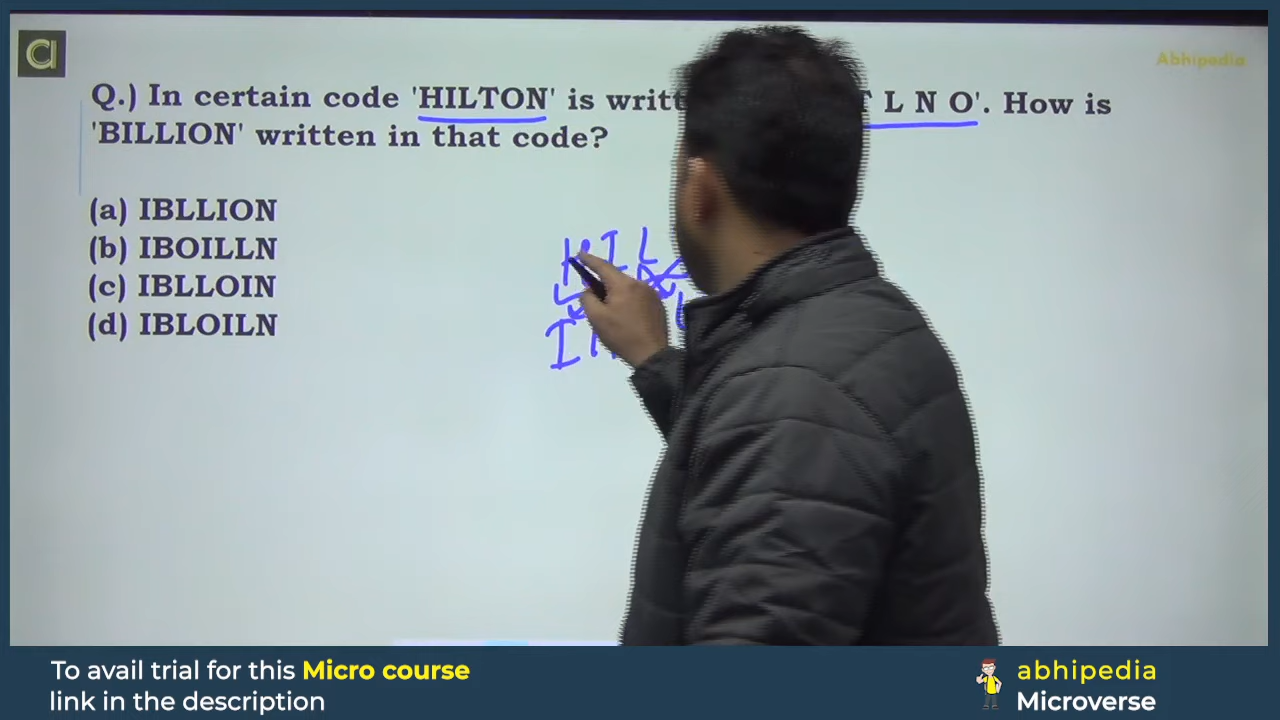 Abhipedia
Q.) In certain code 'HILTON' is T L N O'. How is
'BILLION' written in that code?
(a) IBLLION
(b) IBOILLN
(c) IBLLOIN
(d) IBLOILN
H I L
I H
To avail trial for this Micro course
link in the description
abhipedia
Microverse